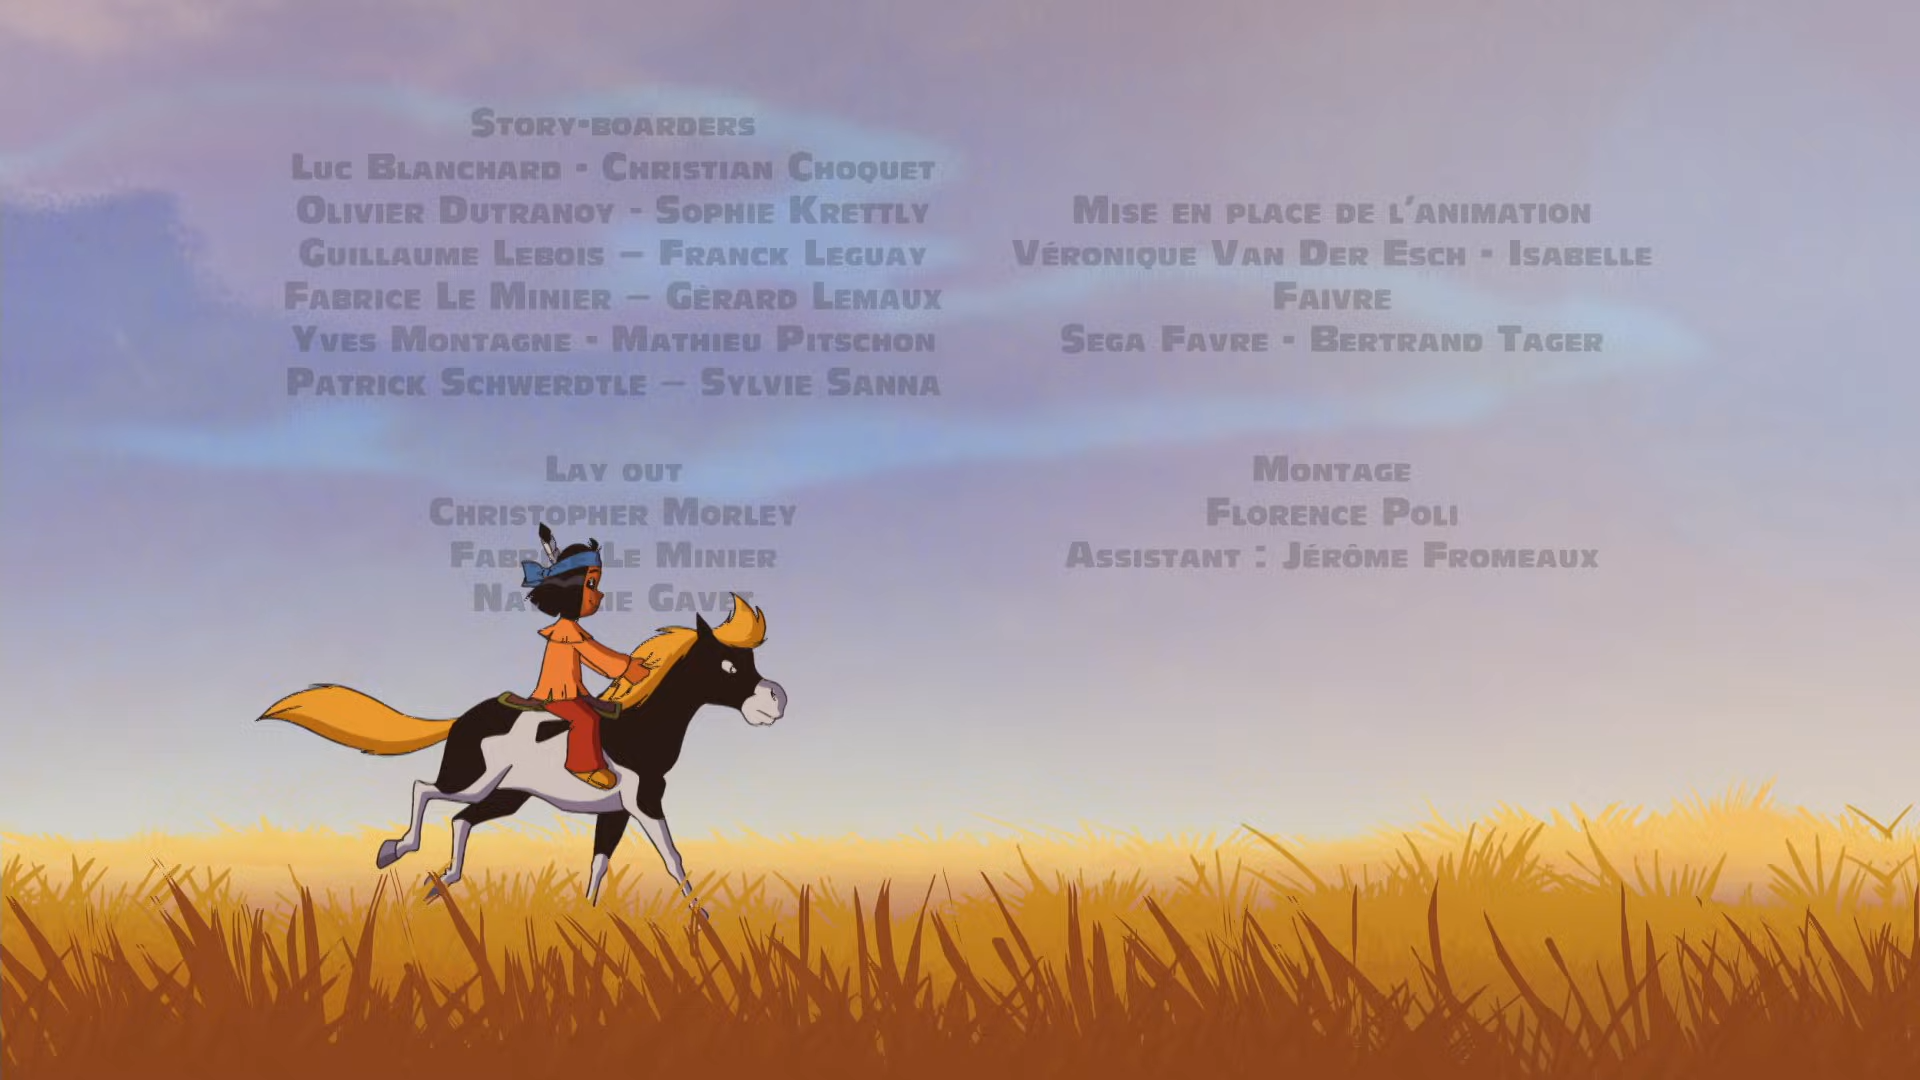 Story-boarders
Luc Blanchard - Christian Choquet
Olivier Dutranoy - Sophie Krettly
Guillaume Lebois – Franck Leguay
Fabrice Le Minier – Gérard Lemaux
Yves Montagne - Mathieu Pitschon
Patrick Schwerdtle – Sylvie Sanna
Lay out
Christopher Morley
Le Minier
Gavet
Mise en place de l'animation
Véronique Van Der Esch - Isabelle
Faivre
Sega Favre - Bertrand Tager
Montage
Florence Poli
Assistant : Jérôme Fromeaux